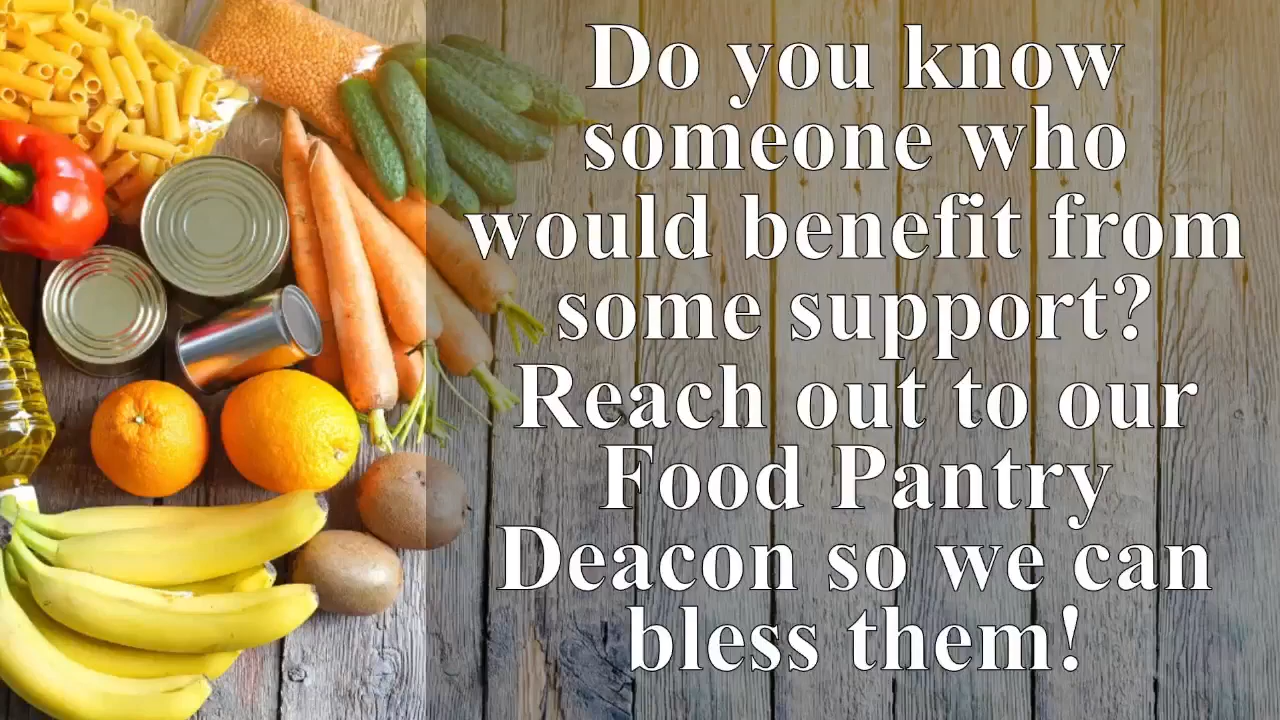 Do you know
someone who
would benefit from
some support?
Reach out to our
Food Pantry
Deacon so we can
bless them!